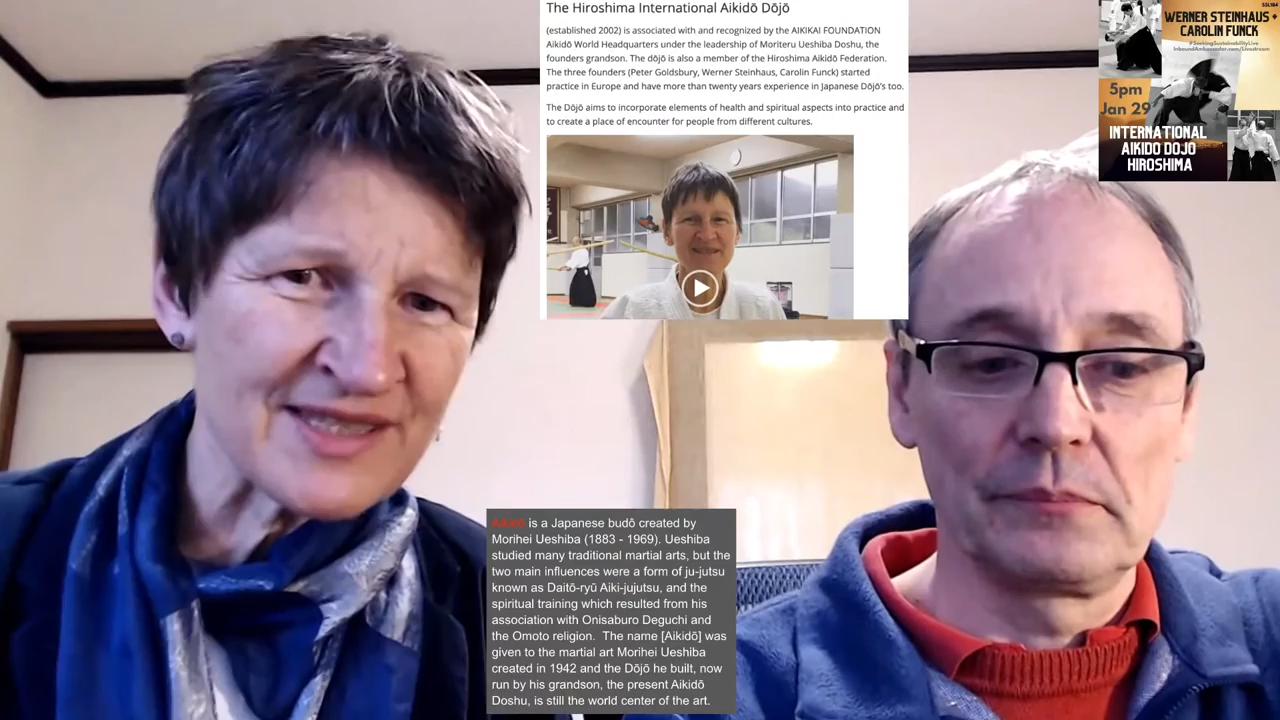 The Hiroshima International Aikidō Dōjō
(established 2002) is associated with and recognized by the AIKIKAI FOUNDATION
Aikidō World Headquarters under the leadership of Moriteru Ueshiba Doshu, the
founders grandson. The dōjō is also a member of the Hiroshima Aikidō Federation.
The three founders (Peter Goldsbury, Werner Steinhaus, Carolin Funck) started
practice in Europe and have more than twenty years experience in Japanese Dōjō's too.
The Dōjō aims to incorporate elements of health and spiritual aspects into practice and
to create a place of encounter for people from different cultures.
SSL184
WERNER STEINHAUS +
CAROLIN FUNCK
#SeekingSustainabilityLive
InboundAmbassador.com/Livestream
5pm
Jan 29
INTERNATIONAL
AIKIDO DOJO
HIROSHIMA
Aikidō is a Japanese budō created by
Morihei Ueshiba (1883 - 1969). Ueshiba
studied many traditional martial arts, but the
two main influences were a form of ju-jutsu
known as Daitō-ryū Aiki-jujutsu, and the
spiritual training which resulted from his
association with Onisaburo Deguchi and
the Omoto religion. The name [Aikidō] was
given to the martial art Morihei Ueshiba
created in 1942 and the Dōjō he built, now
run by his grandson, the present Aikidō
Doshu, is still the world center of the art.